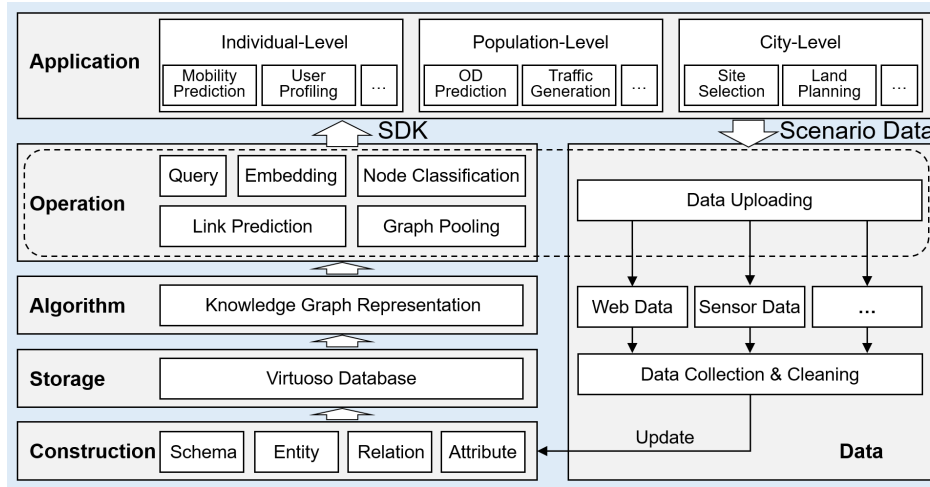 Application
Individual-Level
Mobility
Prediction
User
Profiling
...
Population-Level
OD
Prediction
Traffic
Generation
...
City-Level
Site
Selection
Land
Planning
...
SDK
Scenario Data
Operation
Query
Embedding
Node Classification
Link Prediction
Graph Pooling
Data Uploading
Algorithm
Knowledge Graph Representation
Web Data
Sensor Data
...
Storage
Virtuoso Database
Data Collection & Cleaning
Construction
Schema
Entity
Relation
Attribute
Update
Data